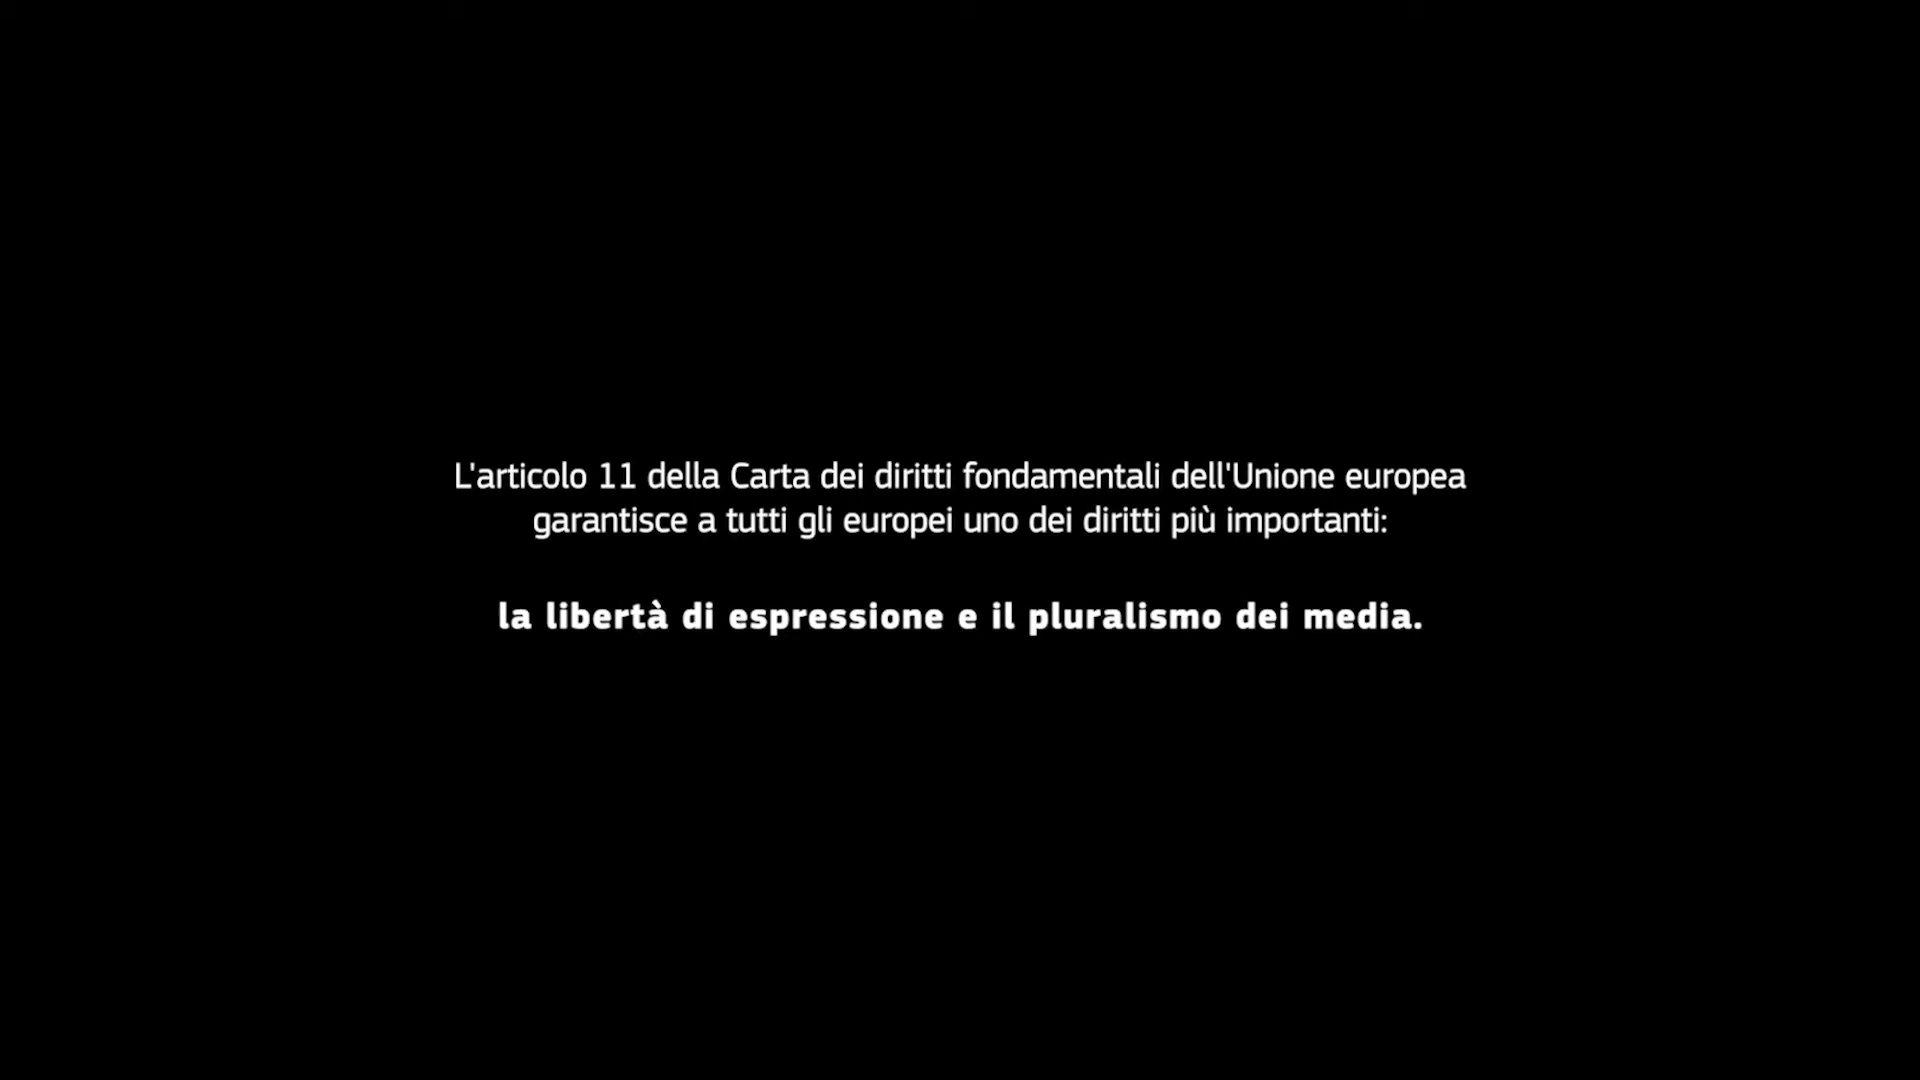 L'articolo 11 della Carta dei diritti fondamentali dell'Unione europea
garantisce a tutti gli europei uno dei diritti più importanti:
la libertà di espressione e il pluralismo dei media.